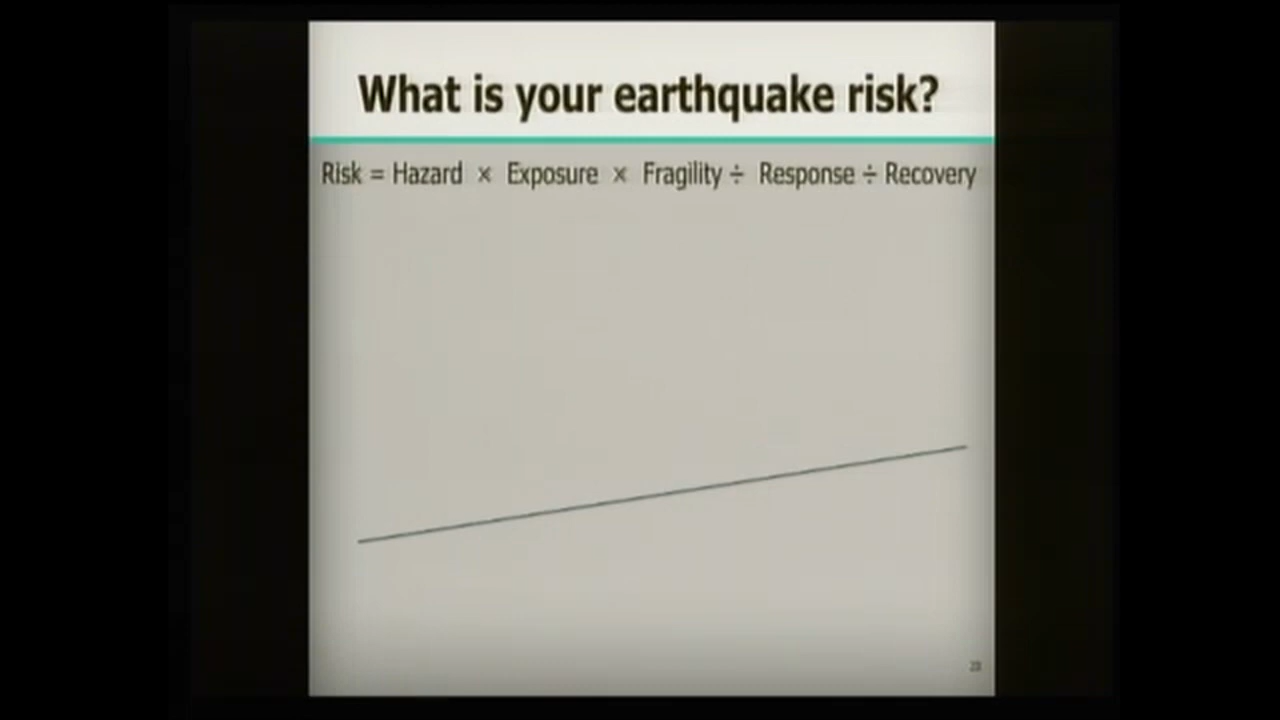 What is your earthquake risk?
Risk = Hazard × Exposure × Fragility ÷ Response ÷ Recovery